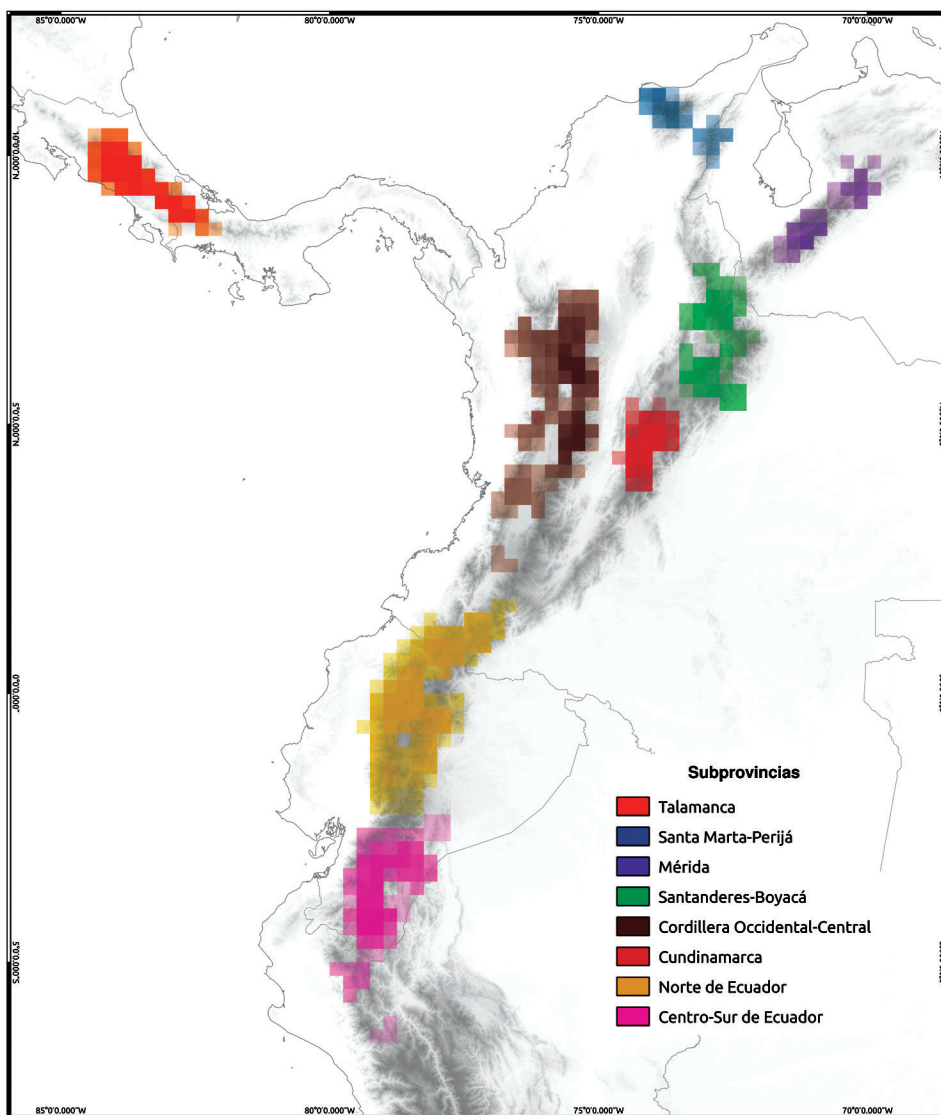 85°0'0.000"W 80°0'0.000"W 75°0'0.000"W 70°0'0.000"W
10°0'0.000"N
5°0'0.000"N
0°0'0.000"
5°0'0.000"S
Subprovincias
Talamanca
Santa Marta-Perijá
Mérida
Santanderes-Boyacá
Cordillera Occidental-Central
Cundinamarca
Norte de Ecuador
Centro-Sur de Ecuador
85°0'0.000"W 80°0'0.000"W 75°0'0.000"W 70°0'0.000"W